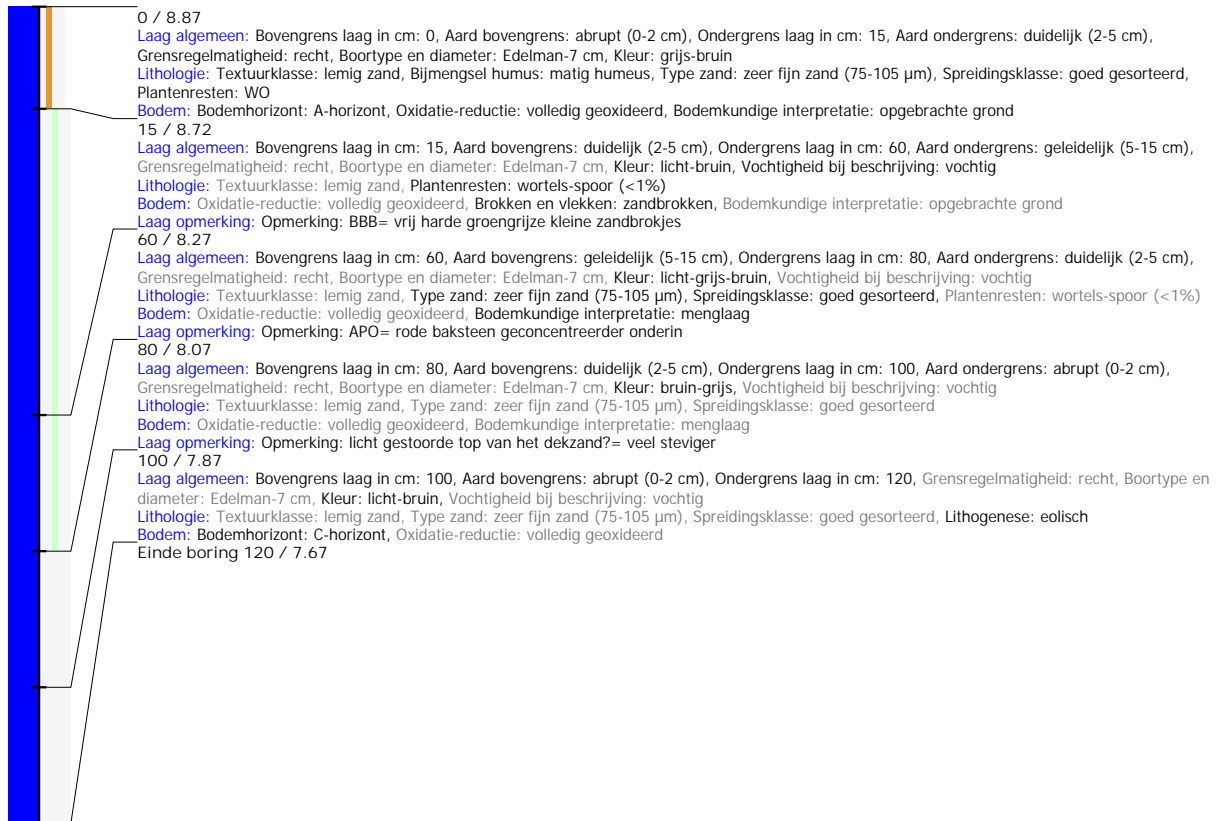 0 / 8.87
Laag algemeen: Bovengrens laag in cm: 0, Aard bovengrens: abrupt (0-2 cm), Ondergrens laag in cm: 15, Aard ondergrens: duidelijk (2-5 cm),
Grensregelmatigheid: recht, Boortype en diameter: Edelman-7 cm, Kleur: grijs-bruin
Lithologie: Textuurklasse: lemig zand, Bijmengsel humus: matig humeus, Type zand: zeer fijn zand (75-105 µm), Spreidingsklasse: goed gesorteerd,
Plantenresten: WO
Bodem: Bodemhorizont: A-horizont, Oxidatie-reductie: volledig geoxideerd, Bodemkundige interpretatie: opgebrachte grond
15 / 8.72
Laag algemeen: Bovengrens laag in cm: 15, Aard bovengrens: duidelijk (2-5 cm), Ondergrens laag in cm: 60, Aard ondergrens: geleidelijk (5-15 cm),
Grensregelmatigheid: recht, Boortype en diameter: Edelman-7 cm, Kleur: licht-bruin, Vochtigheid bij beschrijving: vochtig
Lithologie: Textuurklasse: lemig zand, Plantenresten: wortels-spoor (<1%)
Bodem: Oxidatie-reductie: volledig geoxideerd, Brokken en vlekken: zandbrokken, Bodemkundige interpretatie: opgebrachte grond
Laag opmerking: Opmerking: BBB= vrij harde groengrijze kleine zandbrokjes
60 / 8.27
Laag algemeen: Bovengrens laag in cm: 60, Aard bovengrens: geleidelijk (5-15 cm), Ondergrens laag in cm: 80, Aard ondergrens: duidelijk (2-5 cm),
Grensregelmatigheid: recht, Boortype en diameter: Edelman-7 cm, Kleur: licht-grijs-bruin, Vochtigheid bij beschrijving: vochtig
Lithologie: Textuurklasse: lemig zand, Type zand: zeer fijn zand (75-105 µm), Spreidingsklasse: goed gesorteerd, Plantenresten: wortels-spoor (<1%)
Bodem: Oxidatie-reductie: volledig geoxideerd, Bodemkundige interpretatie: menglaag
Laag opmerking: Opmerking: APO= rode baksteen geconcentreerder onderin
80 / 8.07
Laag algemeen: Bovengrens laag in cm: 80, Aard bovengrens: duidelijk (2-5 cm), Ondergrens laag in cm: 100, Aard ondergrens: abrupt (0-2 cm),
Grensregelmatigheid: recht, Boortype en diameter: Edelman-7 cm, Kleur: bruin-grijs, Vochtigheid bij beschrijving: vochtig
Lithologie: Textuurklasse: lemig zand, Type zand: zeer fijn zand (75-105 µm), Spreidingsklasse: goed gesorteerd
Bodem: Oxidatie-reductie: volledig geoxideerd, Bodemkundige interpretatie: menglaag
Laag opmerking: Opmerking: licht gestoorde top van het dekzand?= veel steviger
100 / 7.87
Laag algemeen: Bovengrens laag in cm: 100, Aard bovengrens: abrupt (0-2 cm), Ondergrens laag in cm: 120, Grensregelmatigheid: recht, Boortype en
diameter: Edelman-7 cm, Kleur: licht-bruin, Vochtigheid bij beschrijving: vochtig
Lithologie: Textuurklasse: lemig zand, Type zand: zeer fijn zand (75-105 µm), Spreidingsklasse: goed gesorteerd, Lithogenese: eolisch
Bodem: Bodemhorizont: C-horizont, Oxidatie-reductie: volledig geoxideerd
Einde boring 120 / 7.67